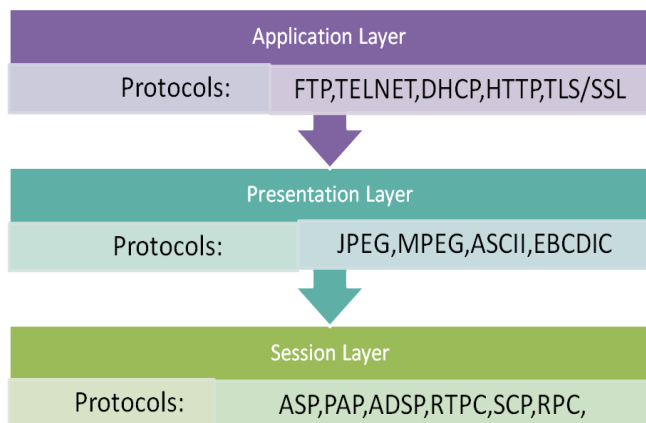 Application Layer
Protocols: FTP,TELNET,DHCP,HTTP,TLS/SSL
Presentation Layer
Protocols: JPEG,MPEG,ASCII,EBCDIC
Session Layer
Protocols: ASP,PAP,ADSP,RTPC,SCP,RPC,